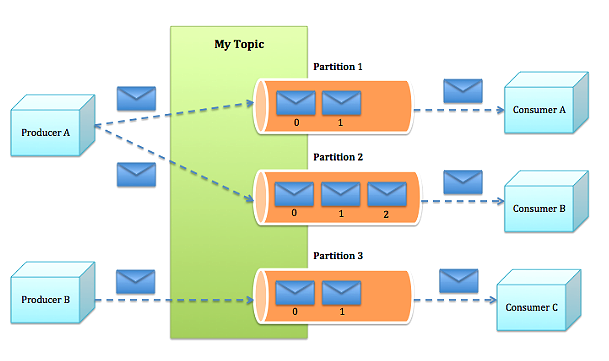 My Topic
Partition 1
0 1
Producer A
Consumer A
Partition 2
0 1 2
Consumer B
Partition 3
0 1
Producer B
Consumer C